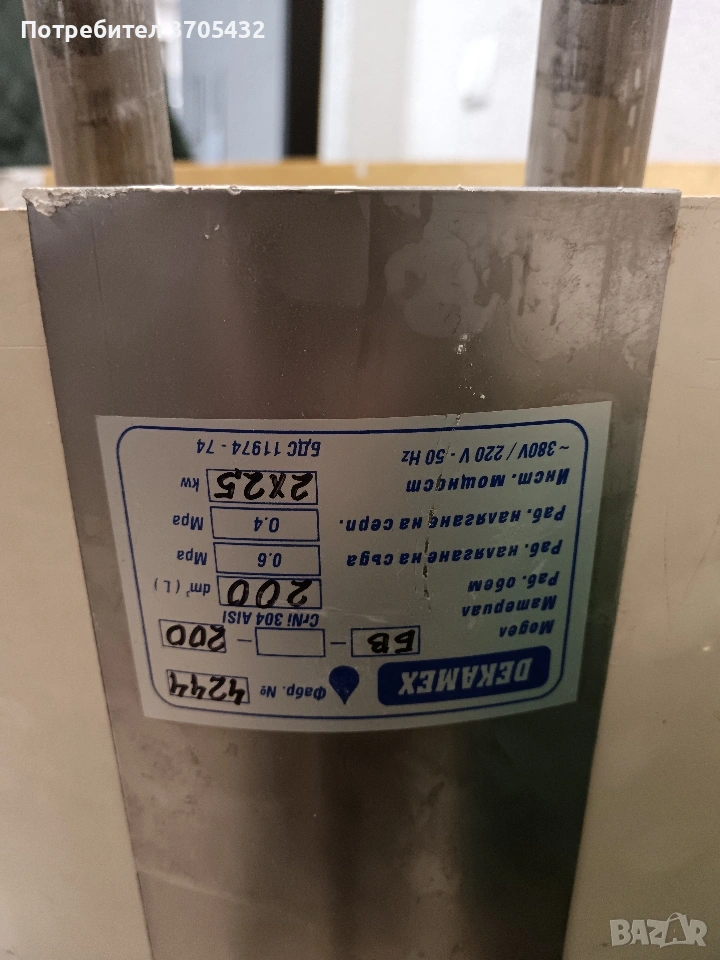 Потребител 3705432
DEKAMEX Фабр. № 4244
Модел БВ - - 200
Материал CrNi 304 AISI
Раб. обем 200 dm³ ( L )
Раб. налягане на съда 0.6 Mpa
Раб. налягане на серп. 0.4 Mpa
Инст. мощност 2x2,5 kw
~ 380V / 220 V - 50 Hz БДС 11974 - 74
BAZAR